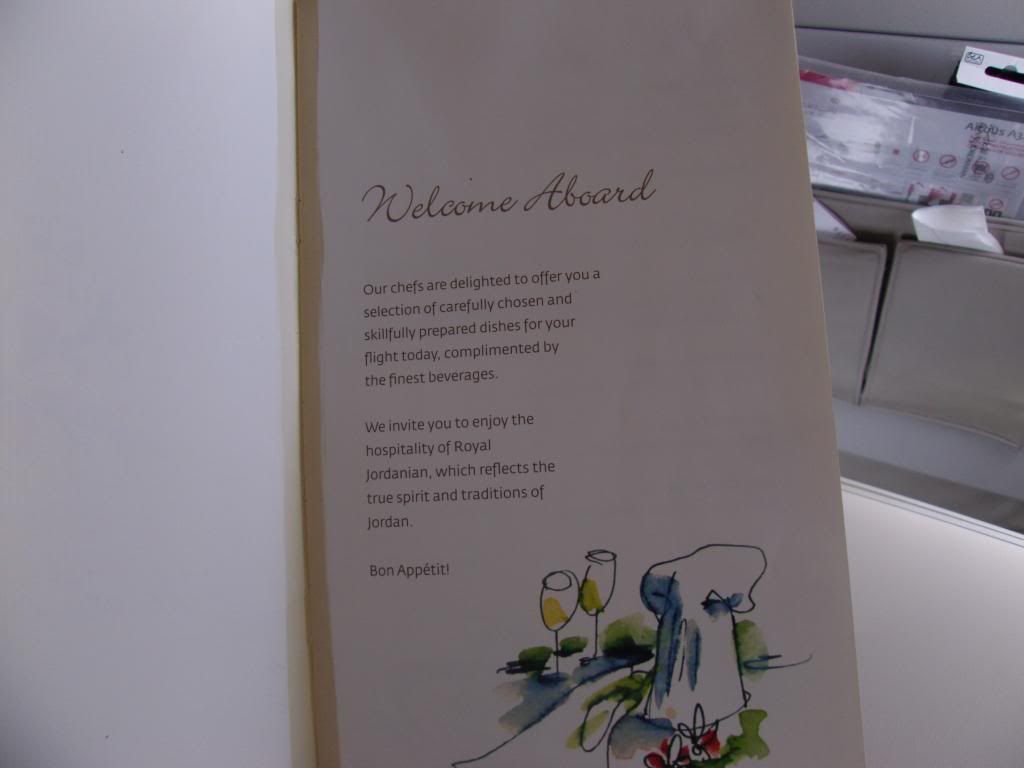 Welcome Aboard
Our chefs are delighted to offer you a
selection of carefully chosen and
skillfully prepared dishes for your
flight today, complimented by
the finest beverages.
We invite you to enjoy the
hospitality of Royal
Jordanian, which reflects the
true spirit and traditions of
Jordan.
Bon Appétit!